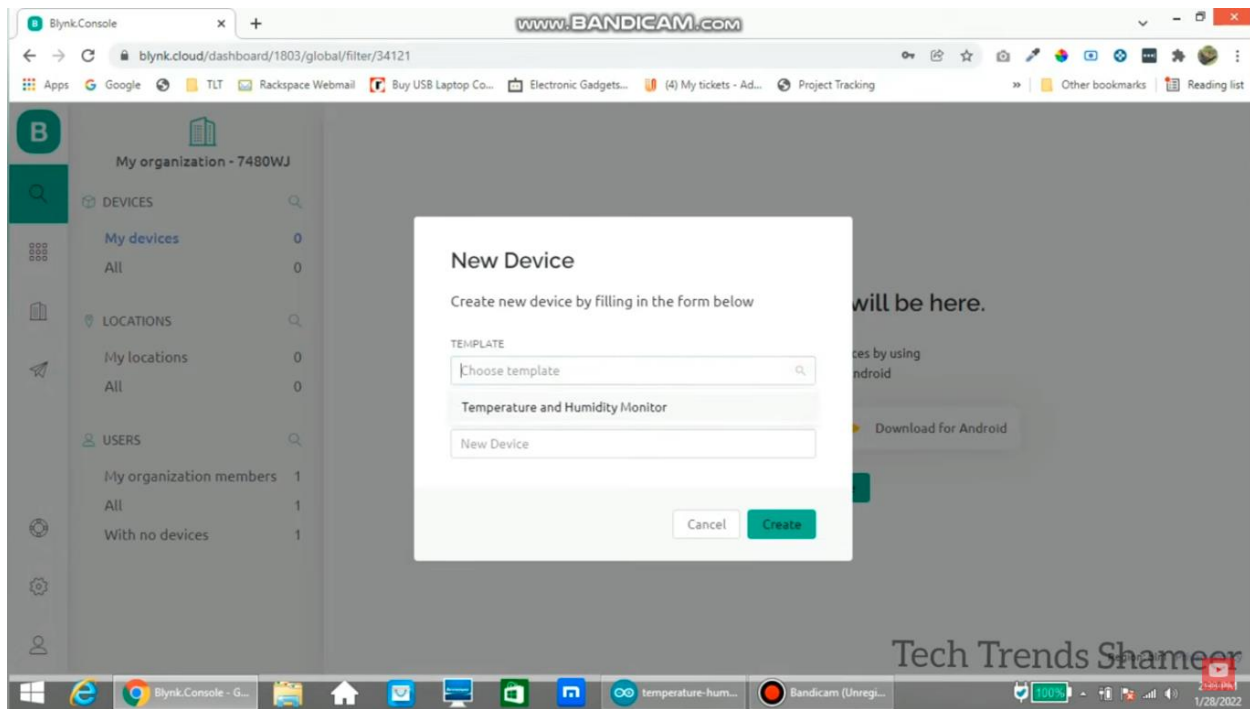 Blynk.Console
www.BANDICAM.com
blynk.cloud/dashboard/1803/global/filter/34121
Apps Google TLT Rackspace Webmail Buy USB Laptop Co... Electronic Gadgets... (4) My tickets - Ad... Project Tracking » Other bookmarks Reading list
B
My organization - 7480WJ
DEVICES
My devices 0
All 0
LOCATIONS
My locations 0
All 0
USERS
My organization members 1
All 1
With no devices 1
New Device
Create new device by filling in the form below
TEMPLATE
Choose template
Temperature and Humidity Monitor
New Device
Cancel Create
will be here.
ces by using
ndroid
Download for Android
Tech Trends Shameer
Blynk.Console - G... temperature-hum... Bandicam (Unregi... 100%
1/28/2022